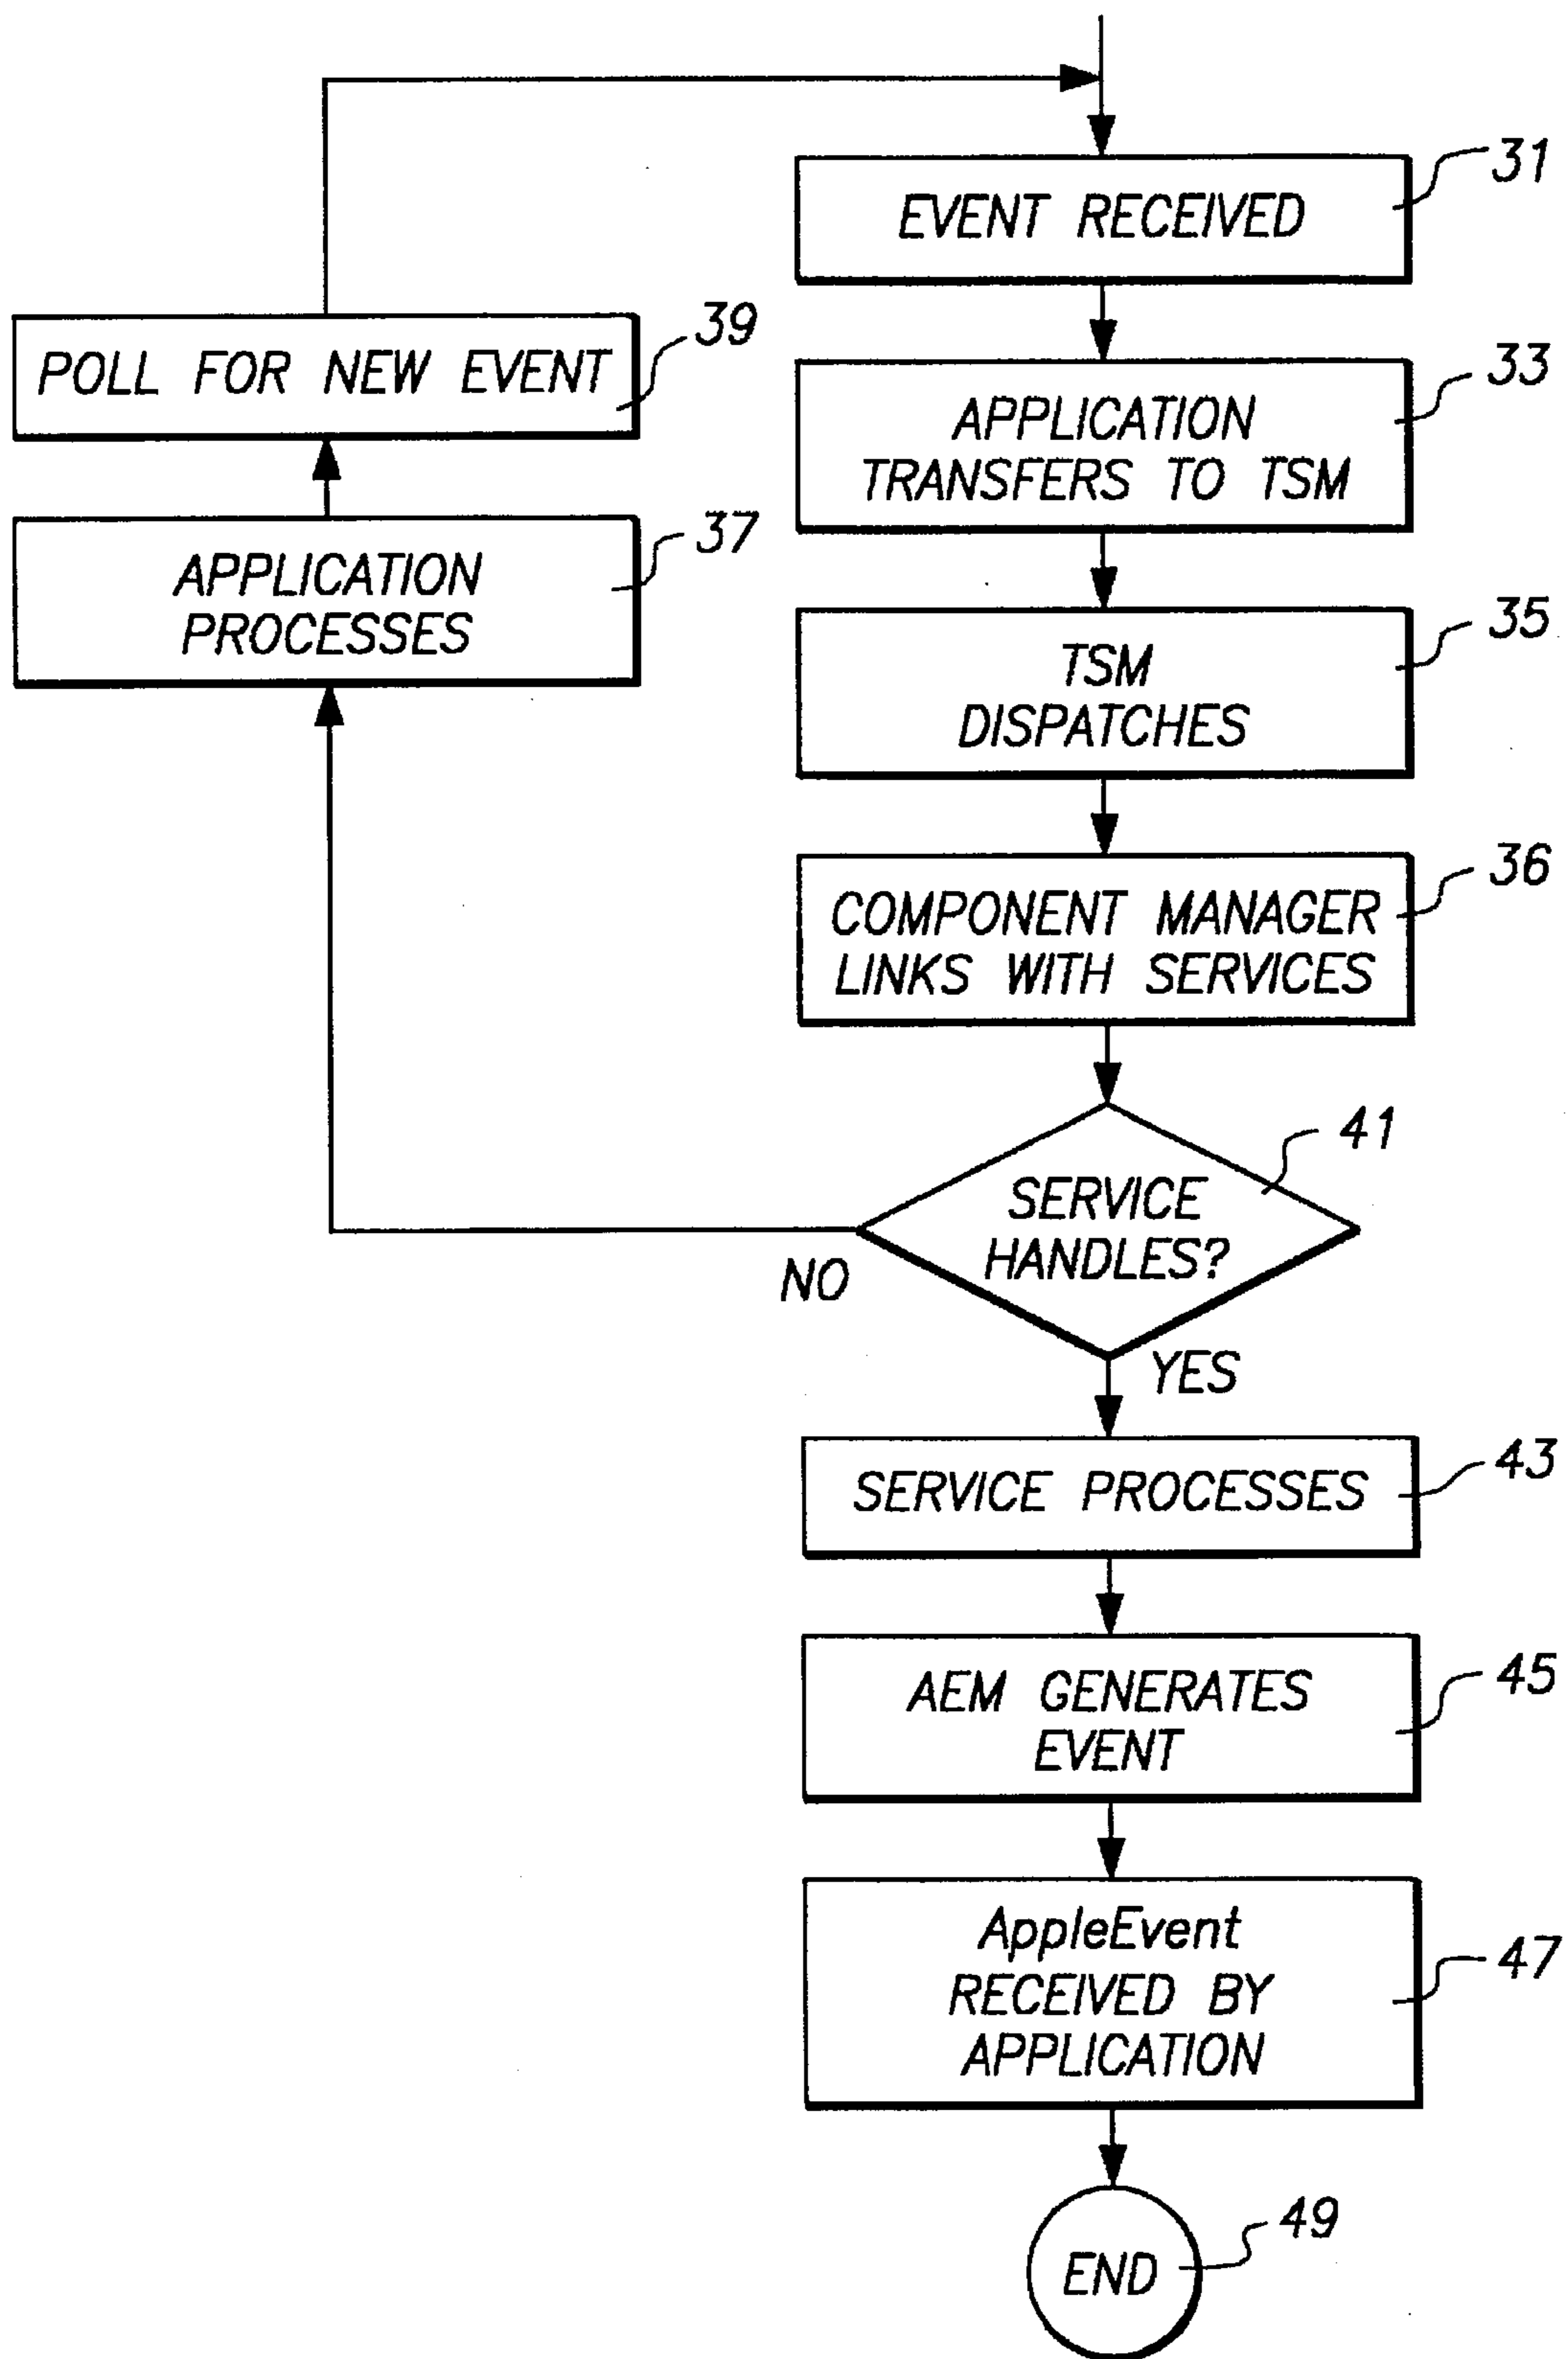 EVENT RECEIVED
31
APPLICATION
TRANSFERS TO TSM
33
POLL FOR NEW EVENT
39
APPLICATION
PROCESSES
37
TSM
DISPATCHES
35
COMPONENT MANAGER
LINKS WITH SERVICES
36
SERVICE
HANDLES?
41
NO
YES
SERVICE PROCESSES
43
AEM GENERATES
EVENT
45
AppleEvent
RECEIVED BY
APPLICATION
47
END
49